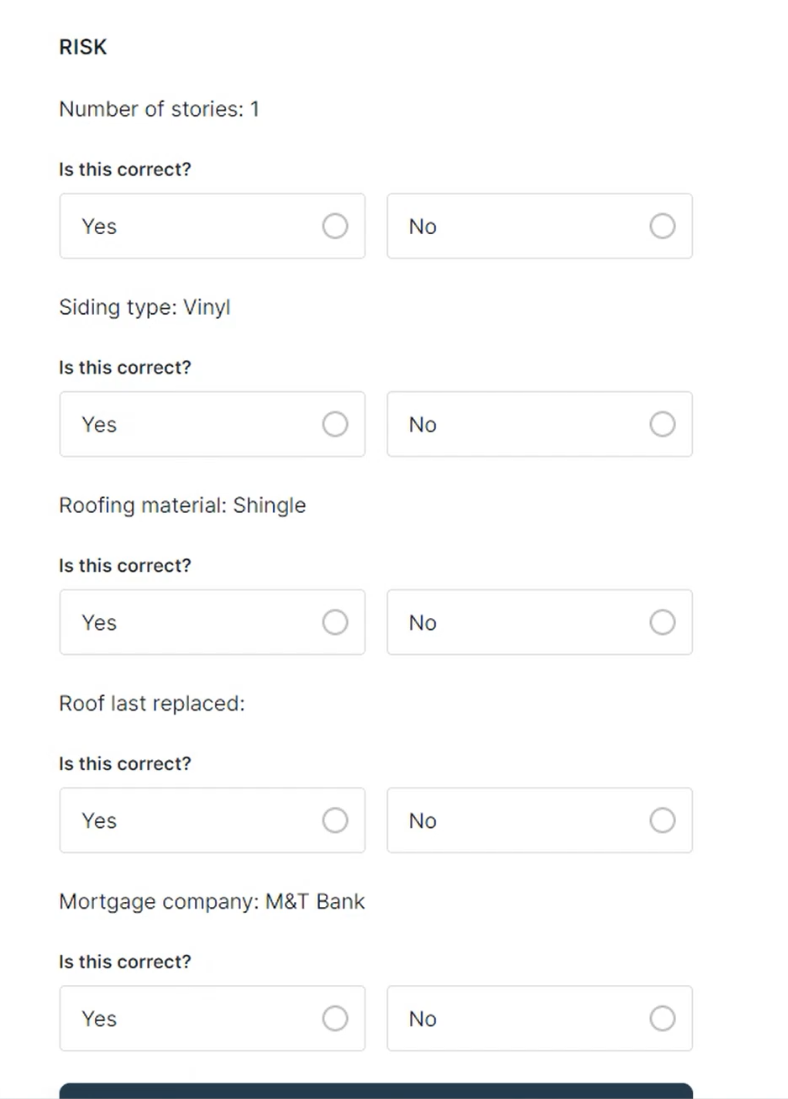 RISK
Number of stories: 1
Is this correct?
Yes No
Siding type: Vinyl
Is this correct?
Yes No
Roofing material: Shingle
Is this correct?
Yes No
Roof last replaced:
Is this correct?
Yes No
Mortgage company: M&T Bank
Is this correct?
Yes No